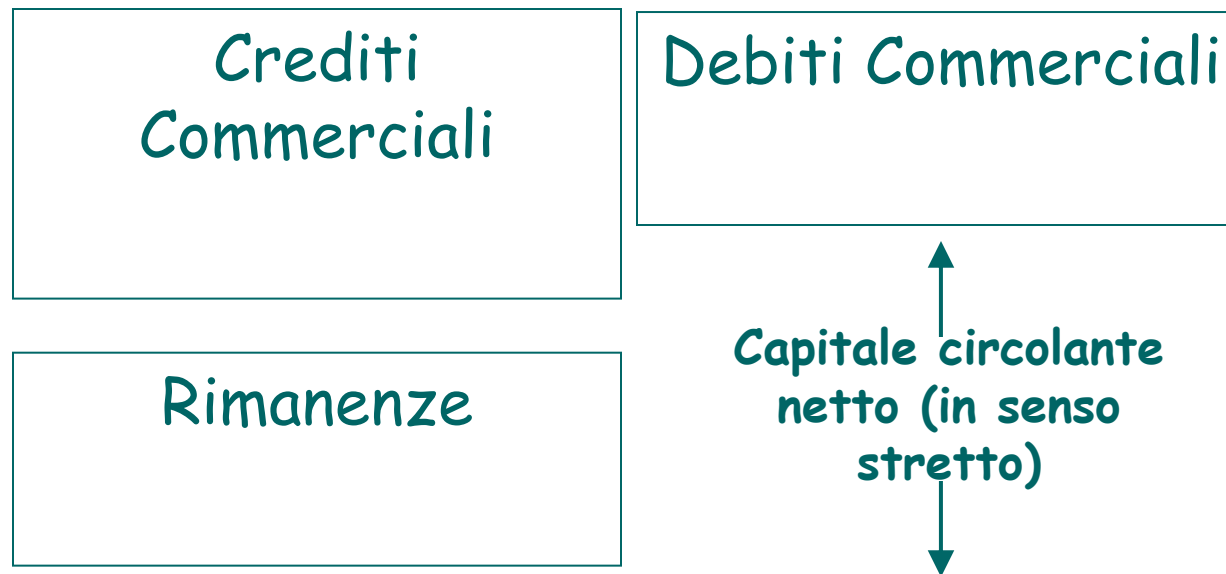 Crediti
Commerciali
Debiti Commerciali
Rimanenze
Capitale circolante
netto (in senso
stretto)